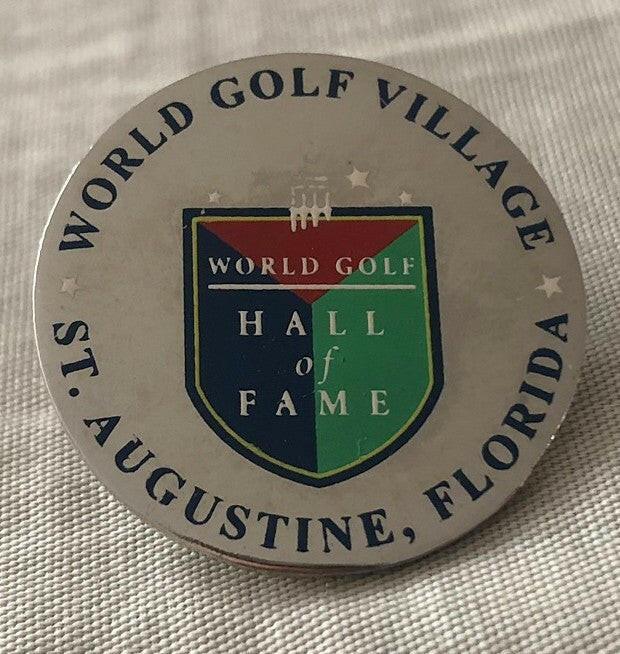 WORLD GOLF VILLAGE
WORLD GOLF
HALL
of
FAME
ST. AUGUSTINE, FLORIDA